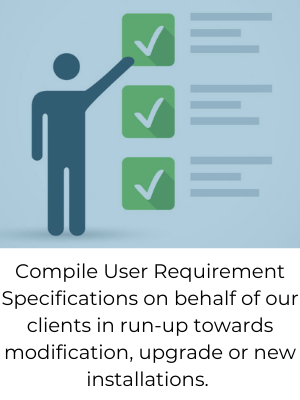 Compile User Requirement
Specifications on behalf of our
clients in run-up towards
modification, upgrade or new
installations.